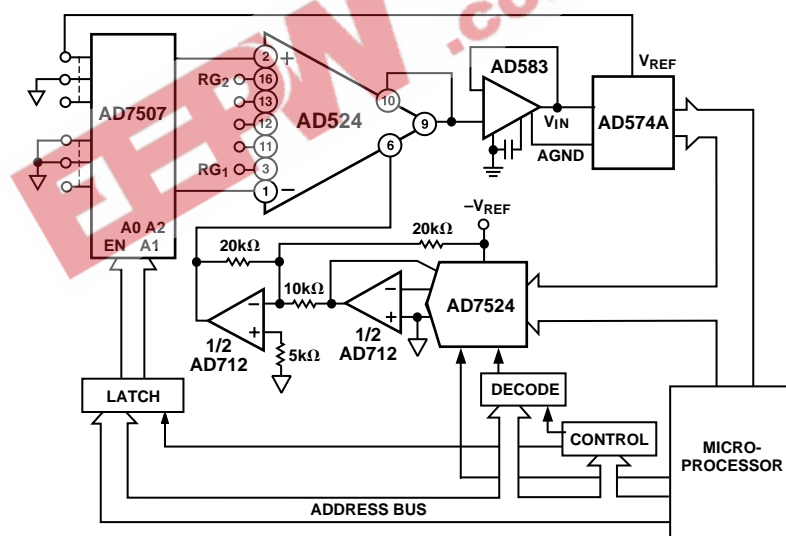 EEPW.com.
AD7507
A0 A2
EN A1
2
+
16
13
12
11
3
1
–
RG2
RG1
AD524
10
9
6
AD583
VIN
VREF
AD574A
AGND
–VREF
20kΩ
20kΩ
10kΩ
–
+
–
+
5kΩ
1/2
AD712
1/2
AD712
AD7524
LATCH
DECODE
CONTROL
MICRO-
PROCESSOR
ADDRESS BUS